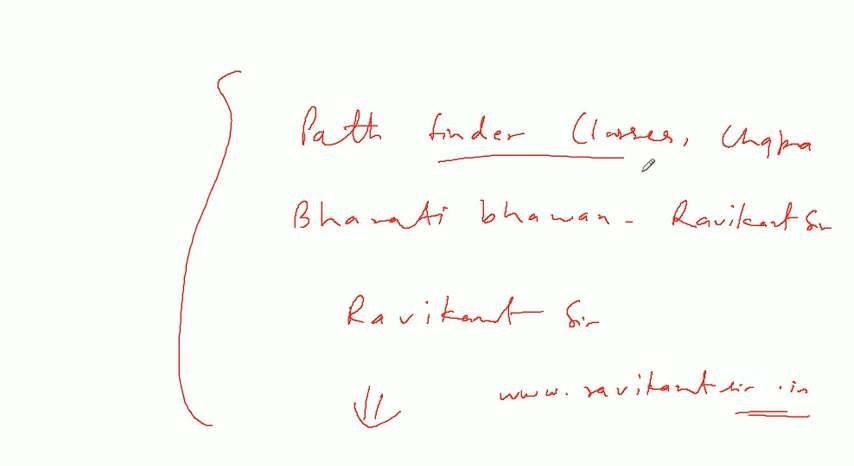 Path finder Classes, Chapra
Bharati bhawan - Ravikant Sir
Ravikant Sir
www.ravikantsir.in